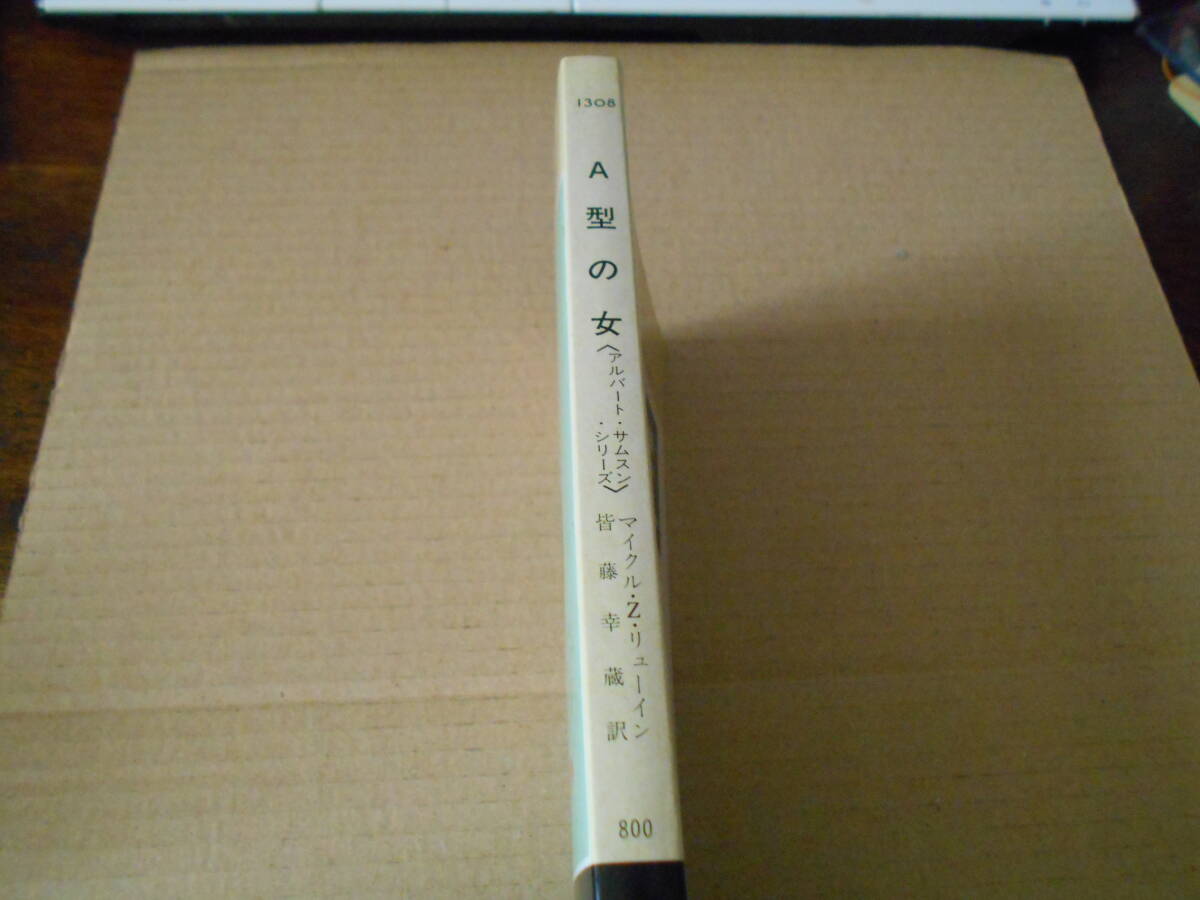 1308
A型の女
〈アルバート・サムスン
・シリーズ〉
マイクル・Z・リューイン
皆藤幸蔵訳
800